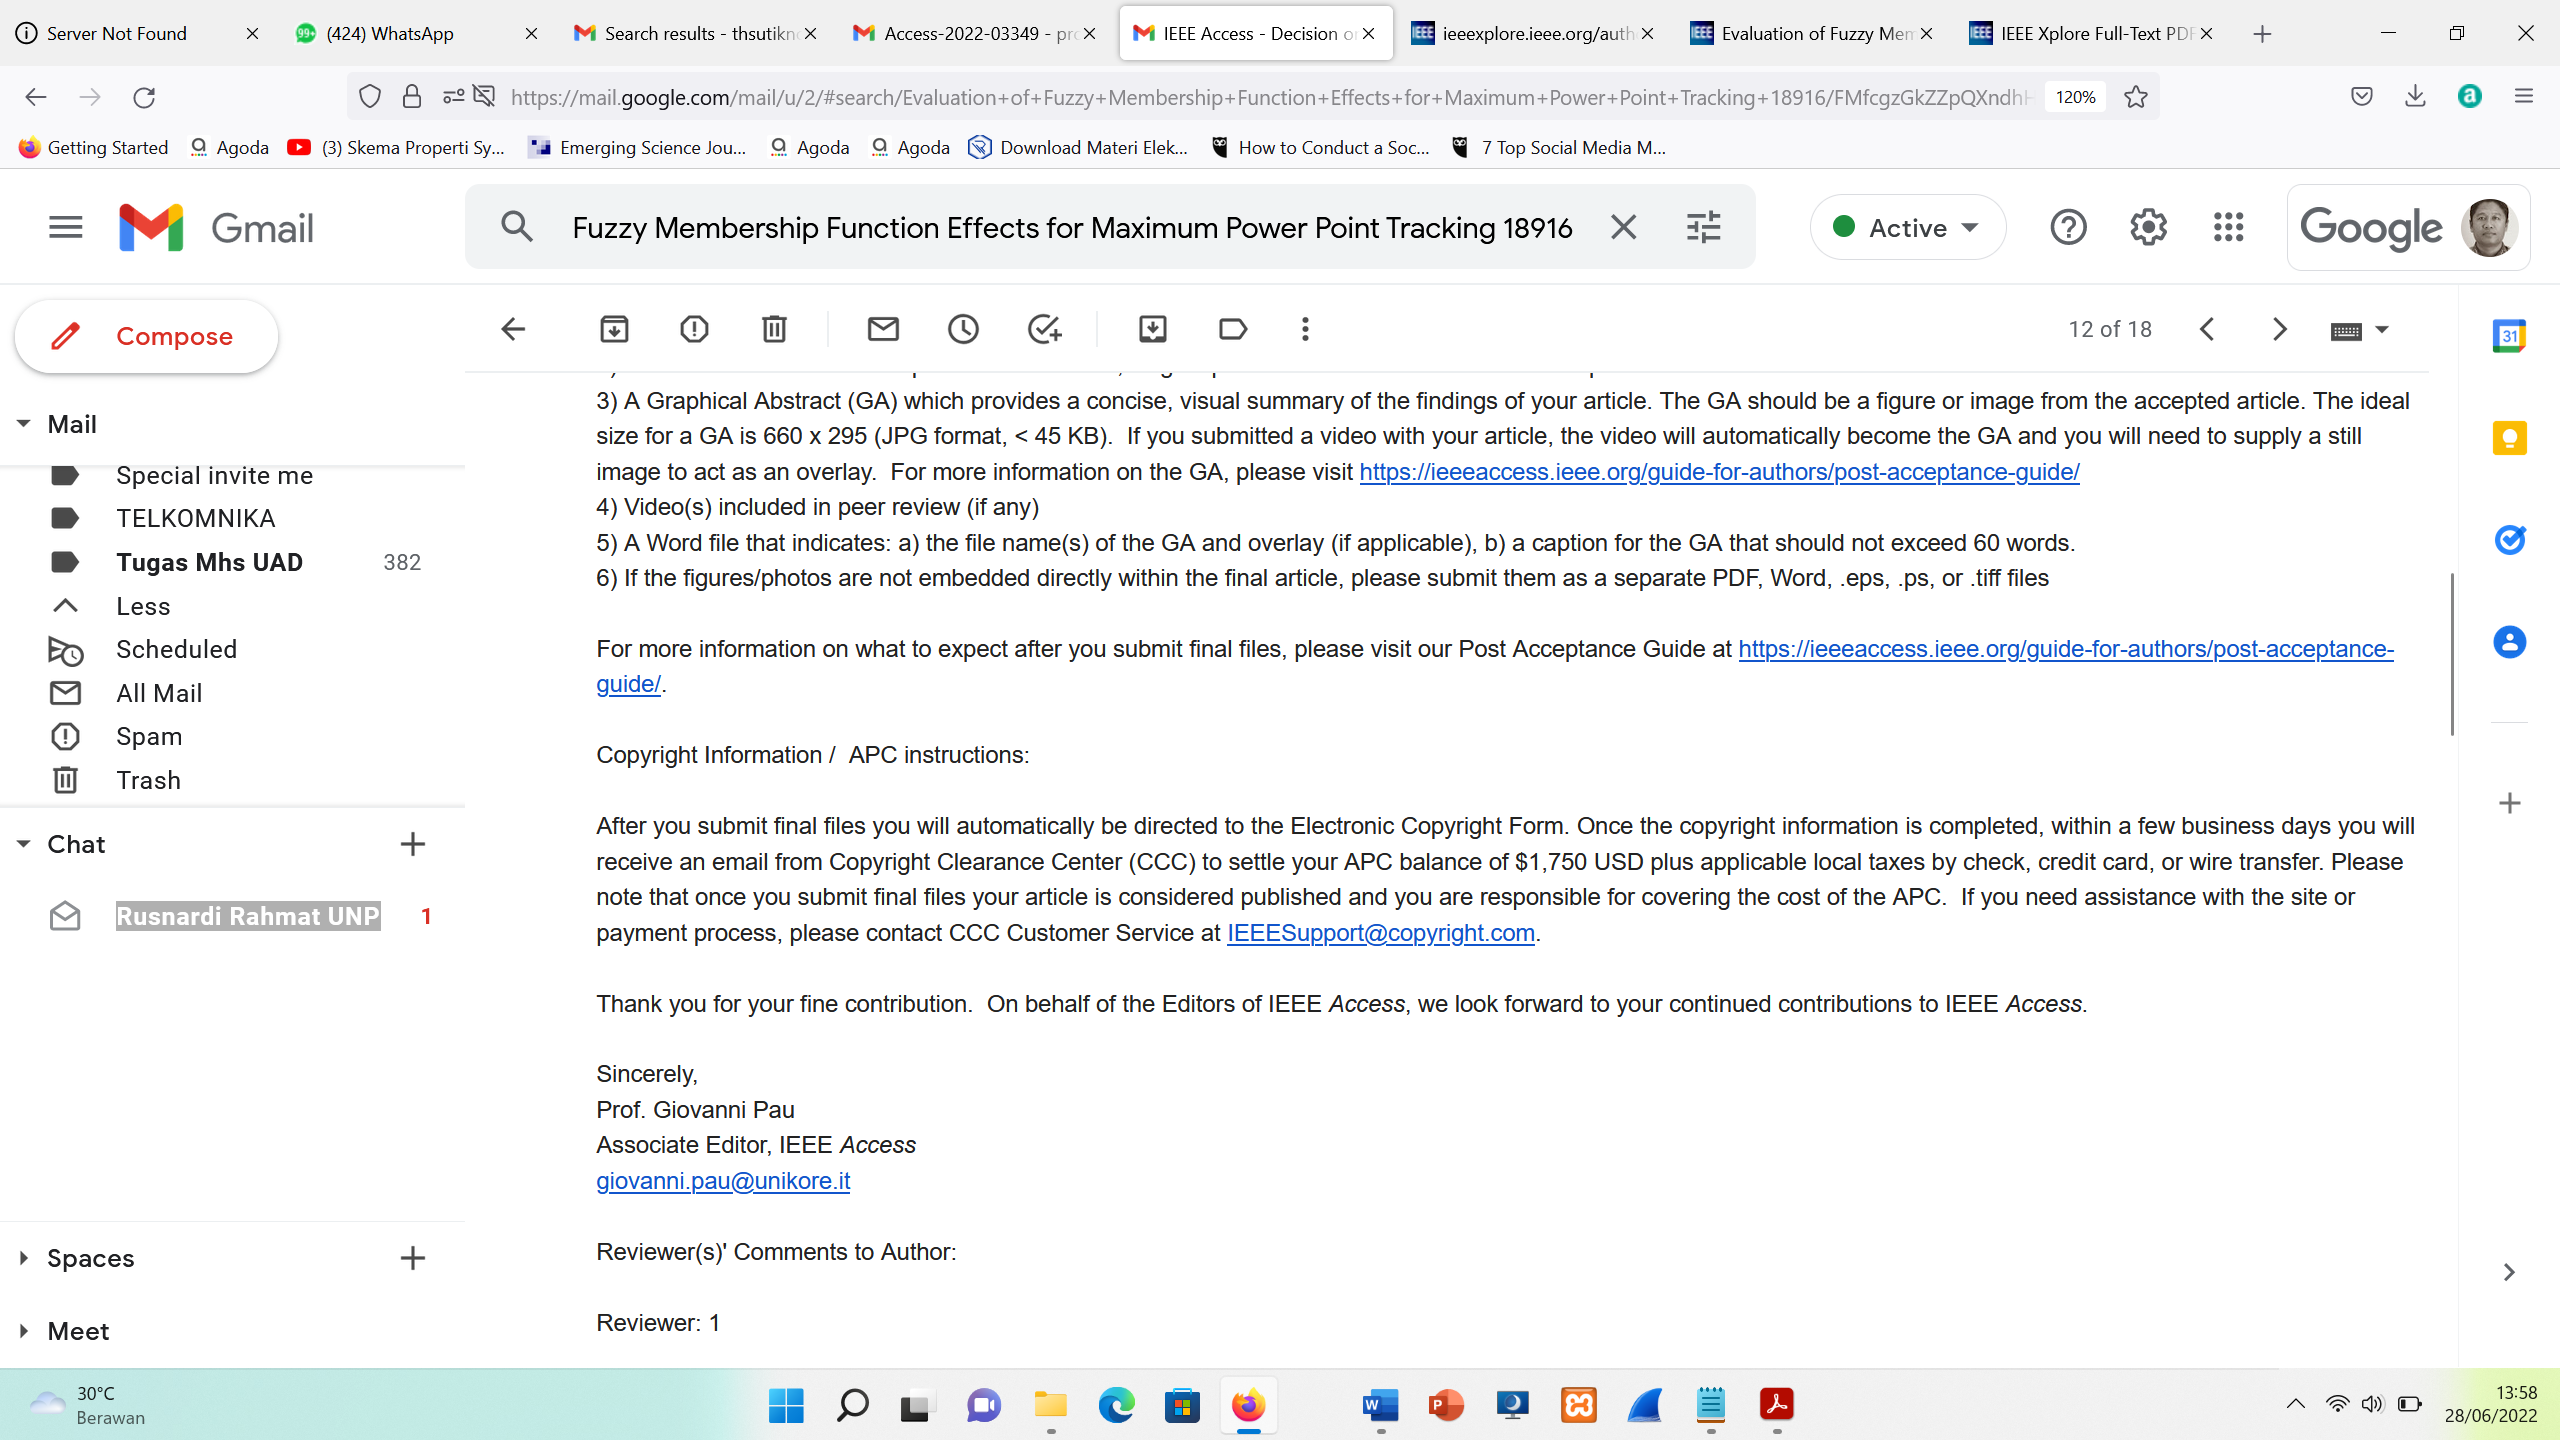 Server Not Found
(424) WhatsApp
Search results - thsutikn
Access-2022-03349 - pro
IEEE Access - Decision o
ieeexplore.ieee.org/auth
Evaluation of Fuzzy Mem
IEEE Xplore Full-Text PDF
https://mail.google.com/mail/u/2/#search/Evaluation+of+Fuzzy+Membership+Function+Effects+for+Maximum+Power+Point+Tracking+18916/FMfcgzGkZZpQXndhH
120%
Getting Started
Agoda
(3) Skema Properti Sy...
Emerging Science Jou...
Agoda
Agoda
Download Materi Elek...
How to Conduct a Soc...
7 Top Social Media M...
Gmail
Fuzzy Membership Function Effects for Maximum Power Point Tracking 18916
Active
Google
Compose
12 of 18
Mail
Special invite me
TELKOMNIKA
Tugas Mhs UAD 382
Less
Scheduled
All Mail
Spam
Trash
Chat
Rusnardi Rahmat UNP 1
Spaces
Meet
3) A Graphical Abstract (GA) which provides a concise, visual summary of the findings of your article. The GA should be a figure or image from the accepted article. The ideal
size for a GA is 660 x 295 (JPG format, < 45 KB).  If you submitted a video with your article, the video will automatically become the GA and you will need to supply a still
image to act as an overlay.  For more information on the GA, please visit https://ieeeaccess.ieee.org/guide-for-authors/post-acceptance-guide/
4) Video(s) included in peer review (if any)
5) A Word file that indicates: a) the file name(s) of the GA and overlay (if applicable), b) a caption for the GA that should not exceed 60 words.
6) If the figures/photos are not embedded directly within the final article, please submit them as a separate PDF, Word, .eps, .ps, or .tiff files
For more information on what to expect after you submit final files, please visit our Post Acceptance Guide at https://ieeeaccess.ieee.org/guide-for-authors/post-acceptance-
guide/.
Copyright Information /  APC instructions:
After you submit final files you will automatically be directed to the Electronic Copyright Form. Once the copyright information is completed, within a few business days you will
receive an email from Copyright Clearance Center (CCC) to settle your APC balance of $1,750 USD plus applicable local taxes by check, credit card, or wire transfer. Please
note that once you submit final files your article is considered published and you are responsible for covering the cost of the APC.  If you need assistance with the site or
payment process, please contact CCC Customer Service at IEEESupport@copyright.com.
Thank you for your fine contribution.  On behalf of the Editors of IEEE Access, we look forward to your continued contributions to IEEE Access.
Sincerely,
Prof. Giovanni Pau
Associate Editor, IEEE Access
giovanni.pau@unikore.it
Reviewer(s)' Comments to Author:
Reviewer: 1
30°C
Berawan
13:58
28/06/2022